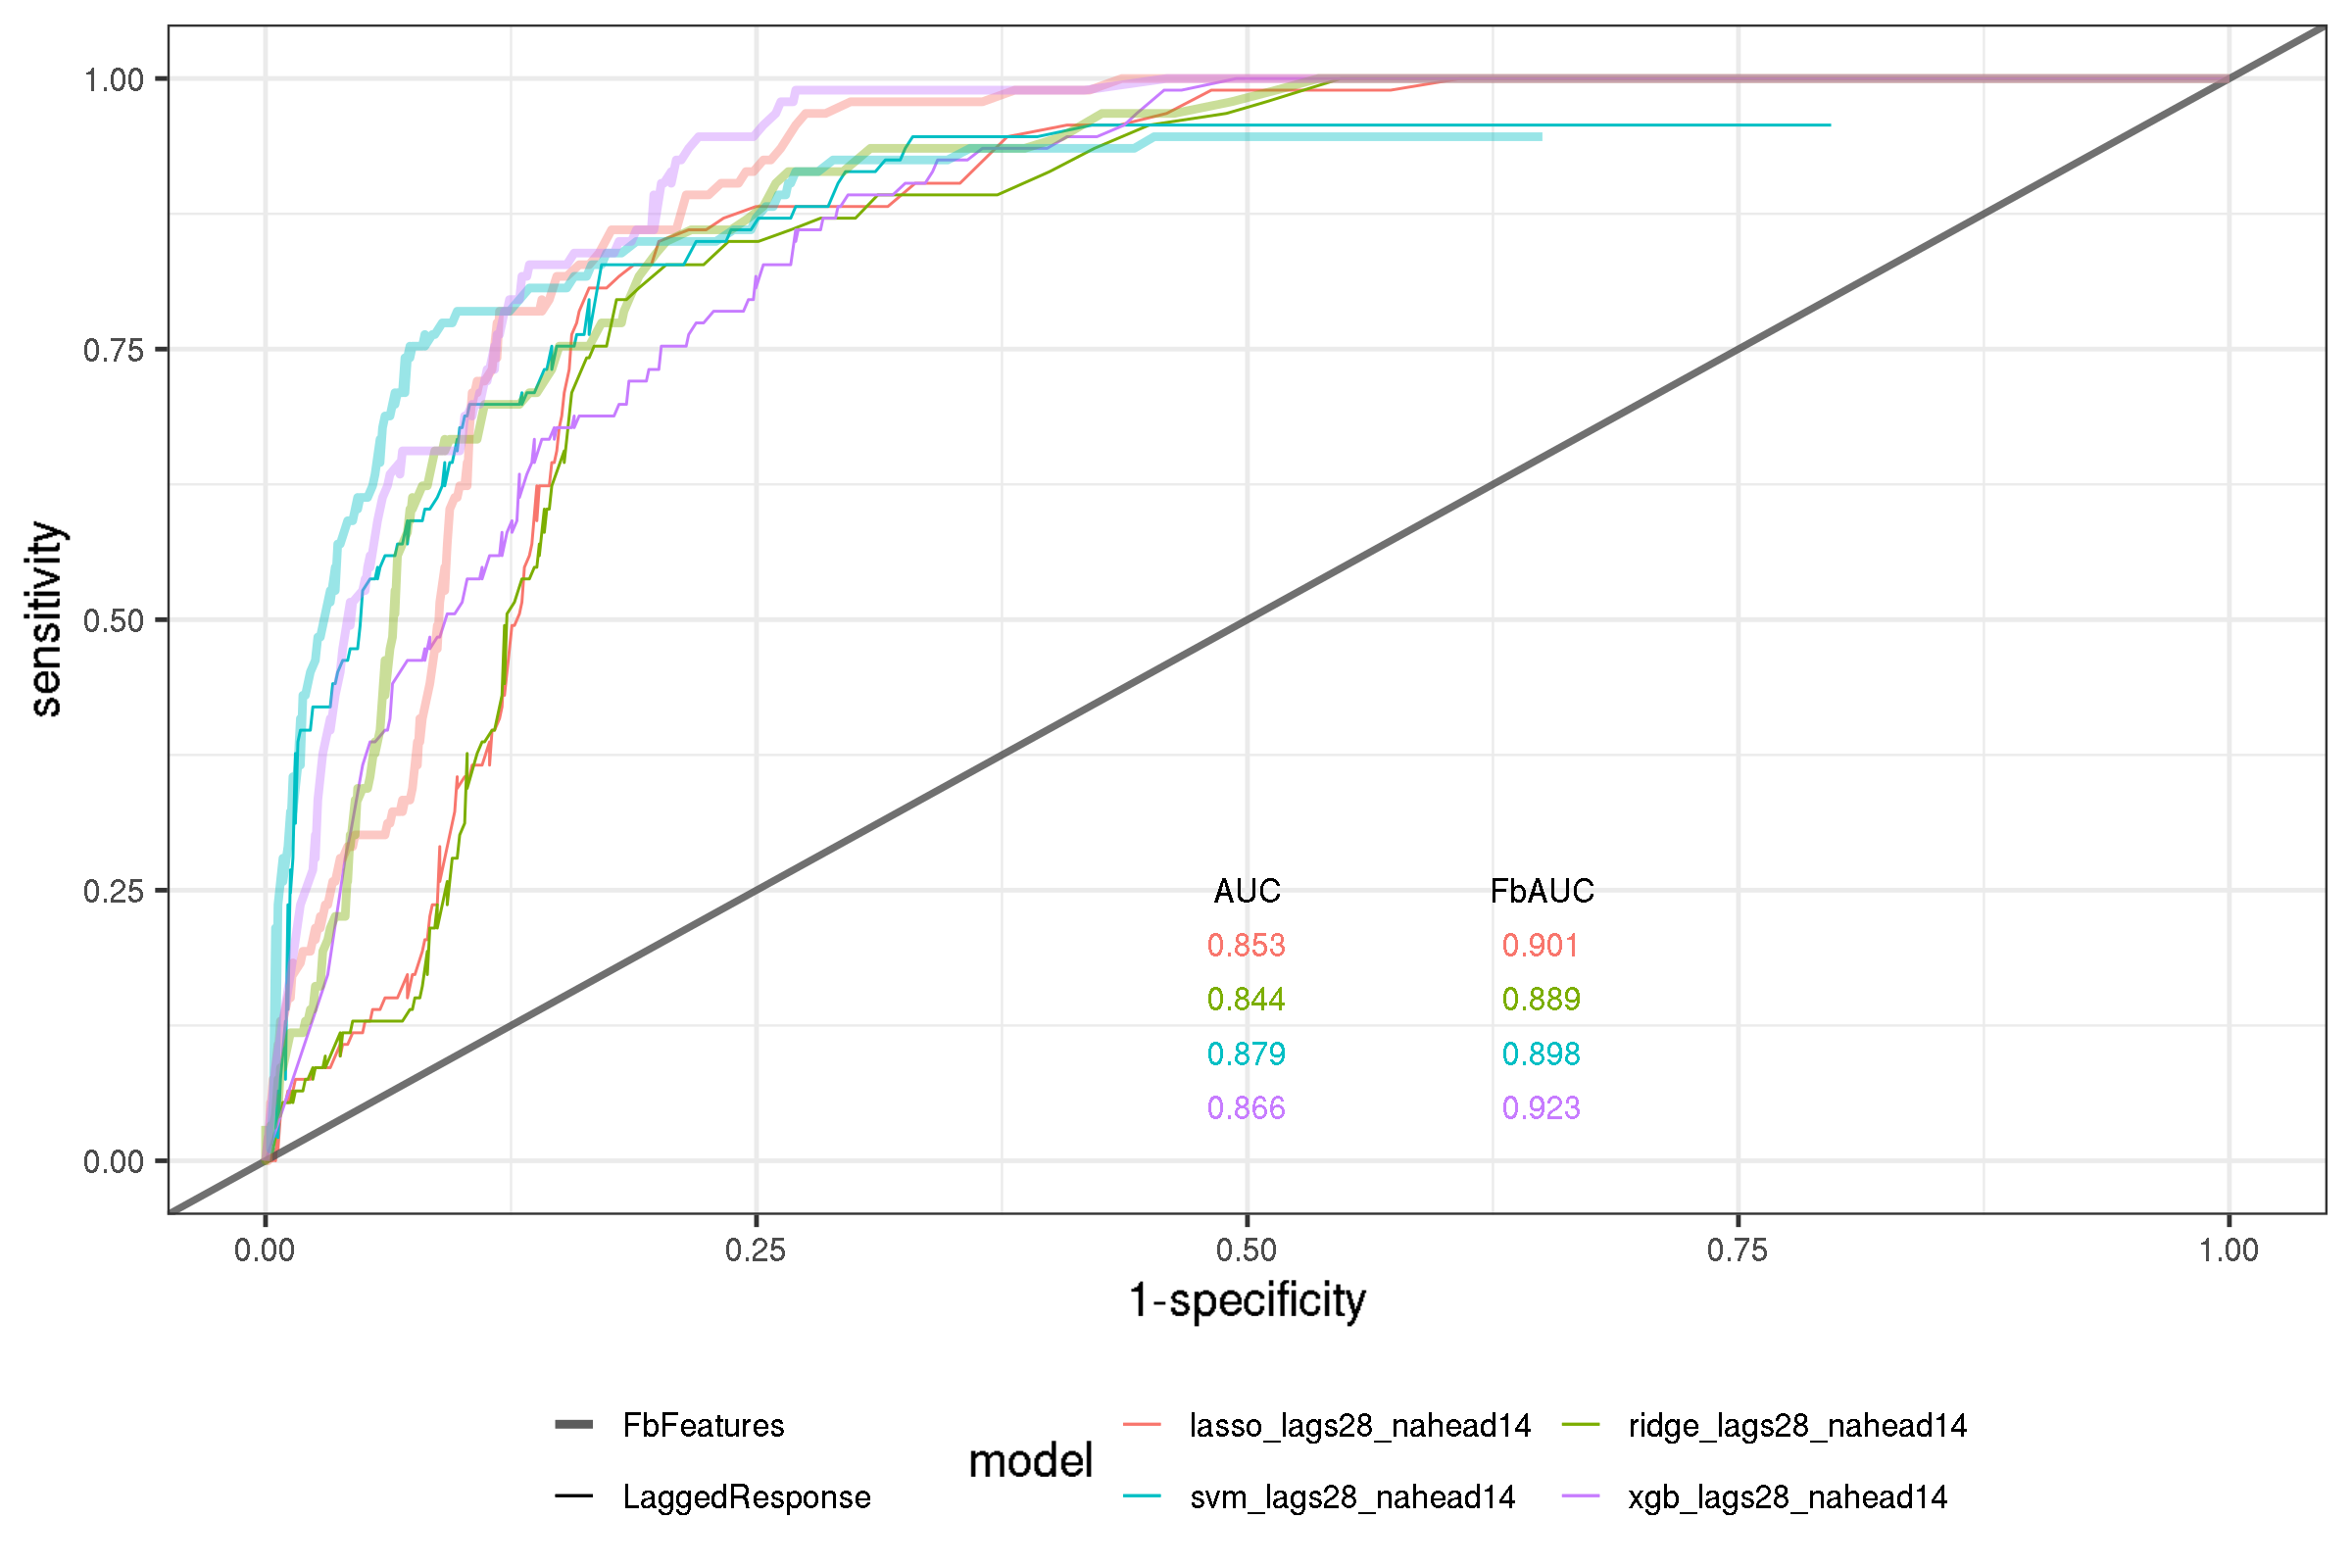 1.00
0.75
0.50
0.25
0.00
sensitivity
AUC FbAUC
0.853 0.901
0.844 0.889
0.879 0.898
0.866 0.923
0.00 0.25 0.50 0.75 1.00
1-specificity
FbFeatures
LaggedResponse
model
lasso_lags28_nahead14 ridge_lags28_nahead14
svm_lags28_nahead14 xgb_lags28_nahead14